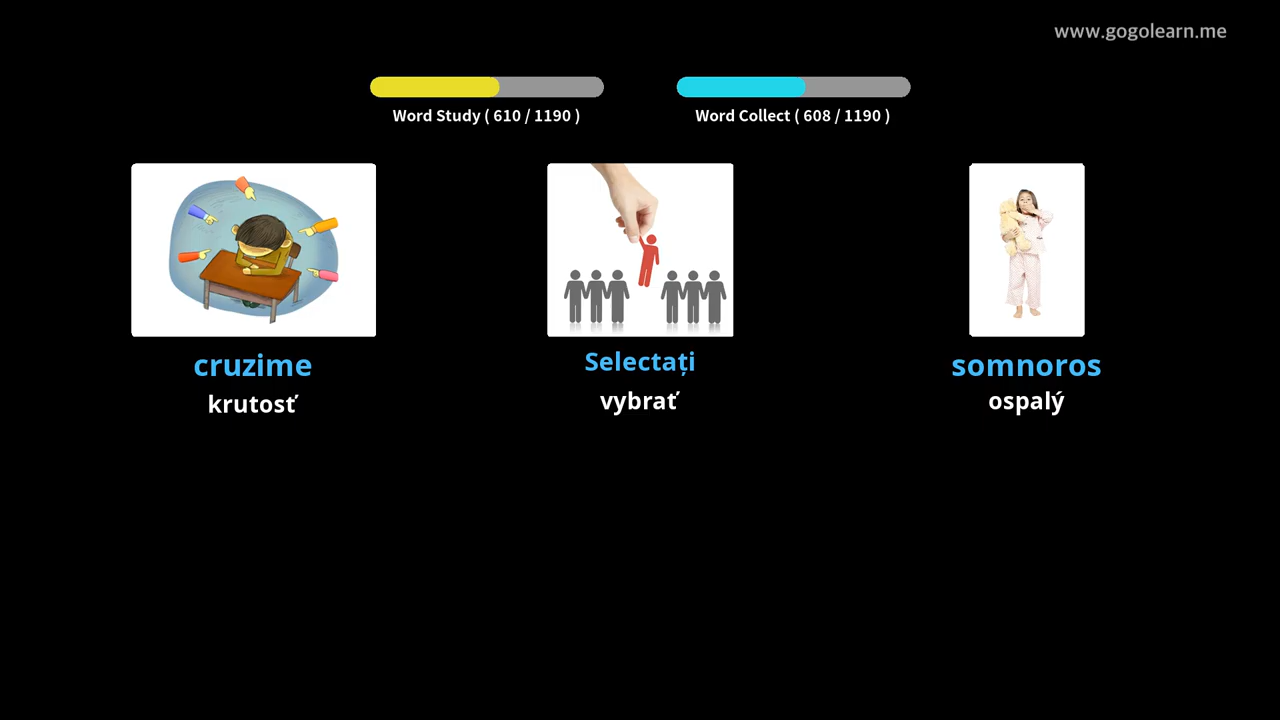 www.gogolearn.me
Word Study ( 610 / 1190 )
Word Collect ( 608 / 1190 )
cruzime
krutosť
Selectați
vybrať
somnoros
ospalý